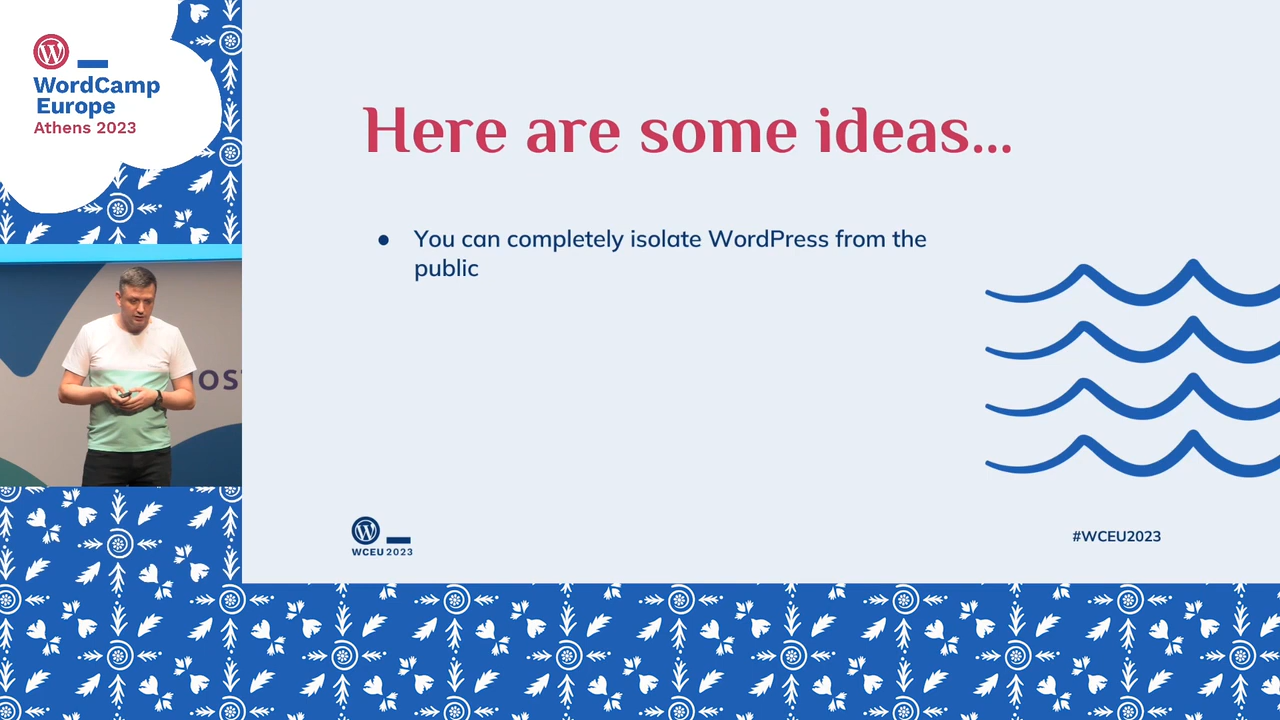 WordCamp
Europe
Athens 2023
Here are some ideas...
● You can completely isolate WordPress from the
public
OS
WCEU 2023
#WCEU2023